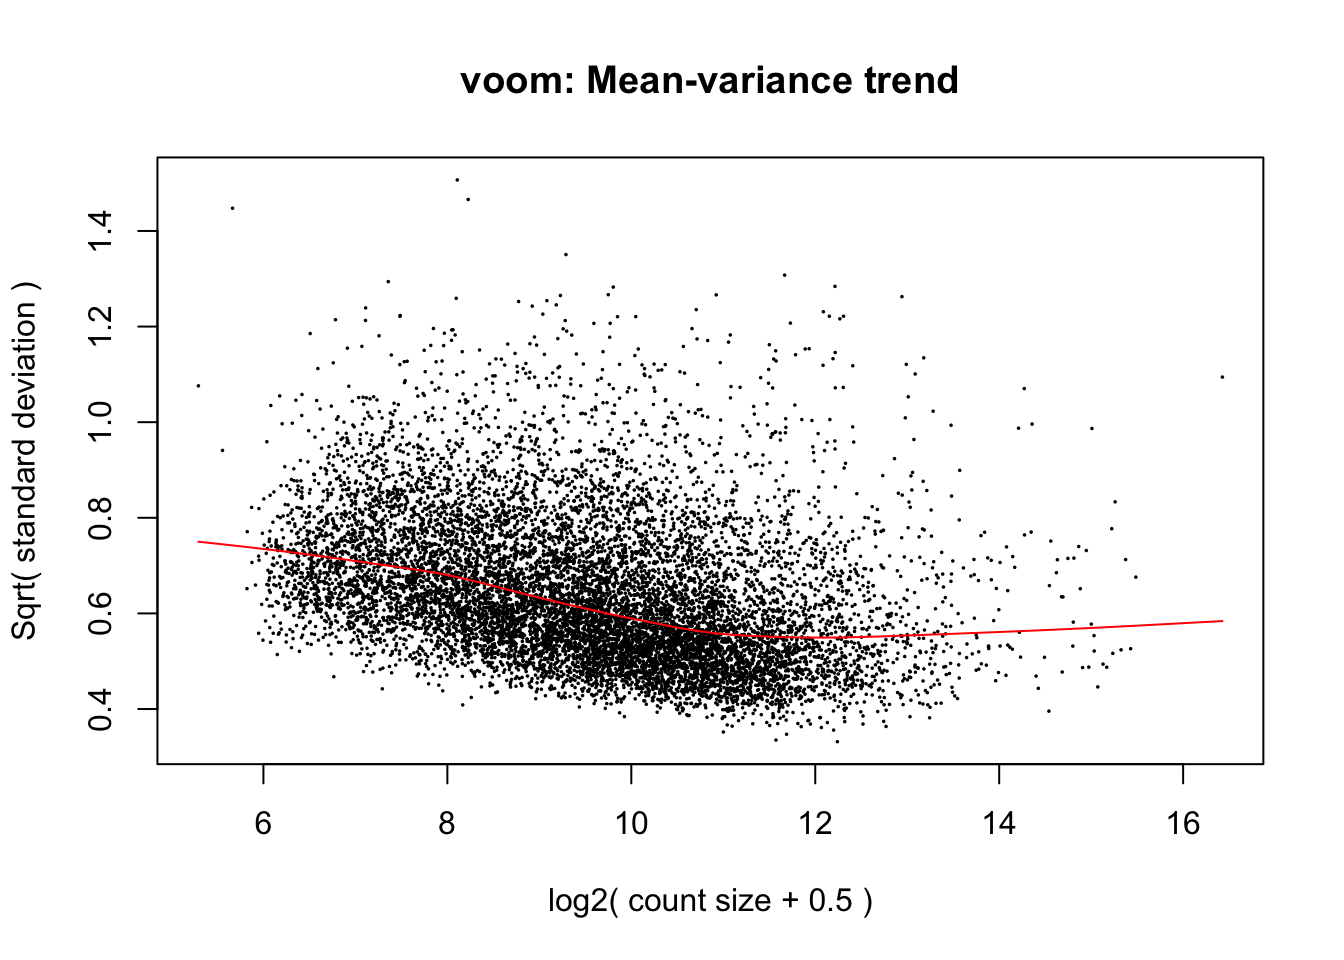 voom: Mean-variance trend
Sqrt( standard deviation )
1.4
1.2
1.0
0.8
0.6
0.4
6 8 10 12 14 16
log2( count size + 0.5 )